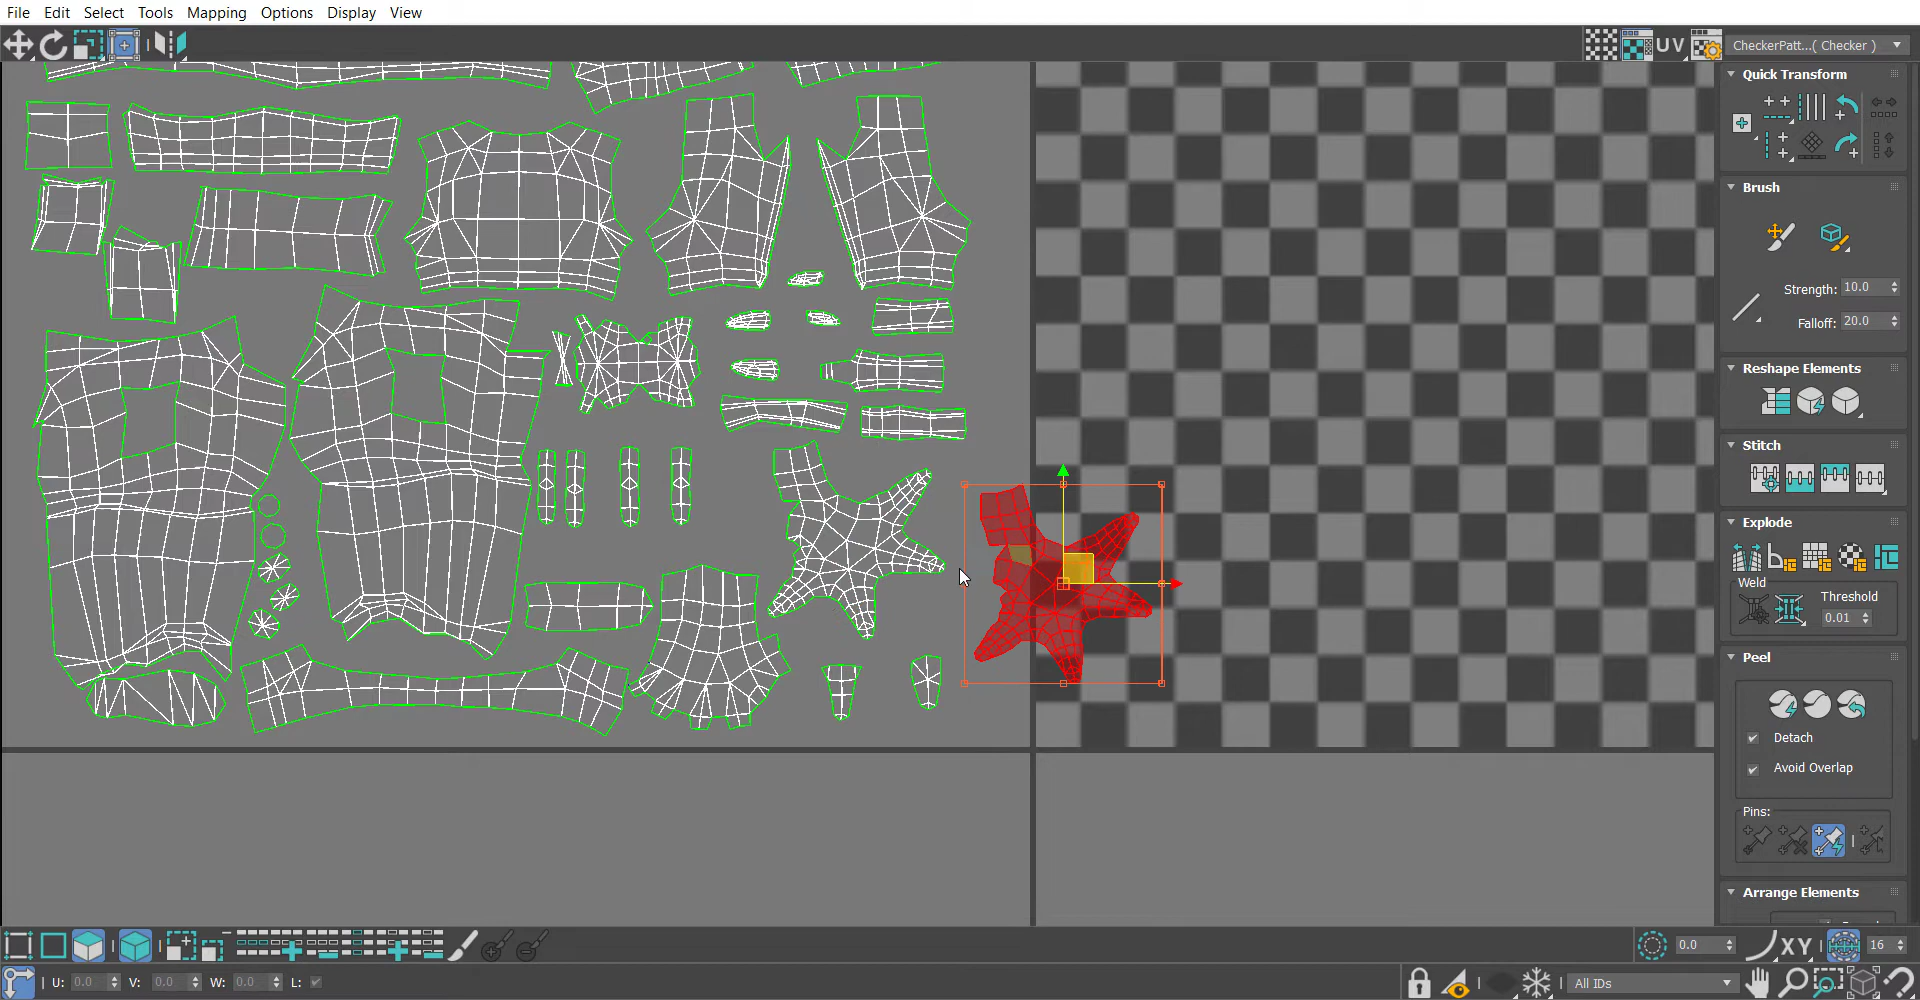 File Edit Select Tools Mapping Options Display View
UV CheckerPatt...( Checker )
Quick Transform
Brush
Strength: 10.0
Falloff: 20.0
Reshape Elements
Stitch
Explode
Weld
Threshold
0.01
Peel
Detach
Avoid Overlap
Pins:
Arrange Elements
0.0 XY 16
U: 0.0 V: 0.0 W: 0.0 L: All IDs